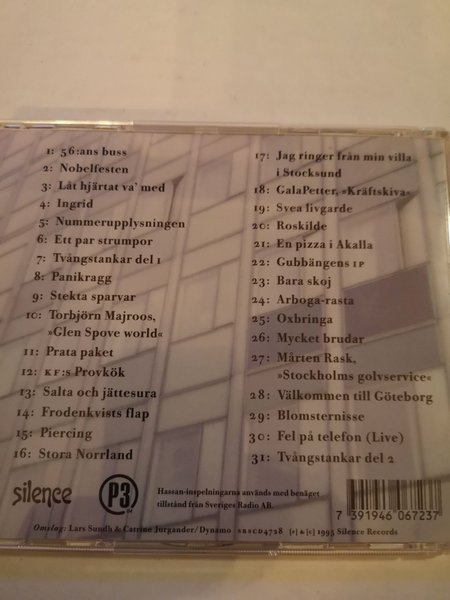 1: 56:ans buss
2: Nobelfesten
3: Låt hjärtat va' med
4: Ingrid
5: Nummerupplysningen
6: Ett par strumpor
7: Tvångstankar del 1
8: Panikragg
9: Stekta sparvar
10: Torbjörn Majroos,
»Glen Spove world«
11: Prata paket
12: KF:s Provkök
13: Salta och jättesura
14: Frodenkvists flap
15: Piercing
16: Stora Norrland
17: Jag ringer från min villa
i Stocksund
18: GalaPetter, »Kräftskiva«
19: Svea livgarde
20: Roskilde
21: En pizza i Akalla
22: Gubbängens IP
23: Bara skoj
24: Arboga-rasta
25: Oxbringa
26: Mycket brudar
27: Mårten Rask,
»Stockholms golvservice«
28: Välkommen till Göteborg
29: Blomsternisse
30: Fel på telefon (Live)
31: Tvångstankar del 2
silence
P3
Hassan-inspelningarna används med benäget
tillstånd från Sveriges Radio AB.
7 391946 067237
Omslag: Lars Sundh & Catrine Jurgander/Dynamo SRSCD4728 [p] & [c] 1995 Silence Records